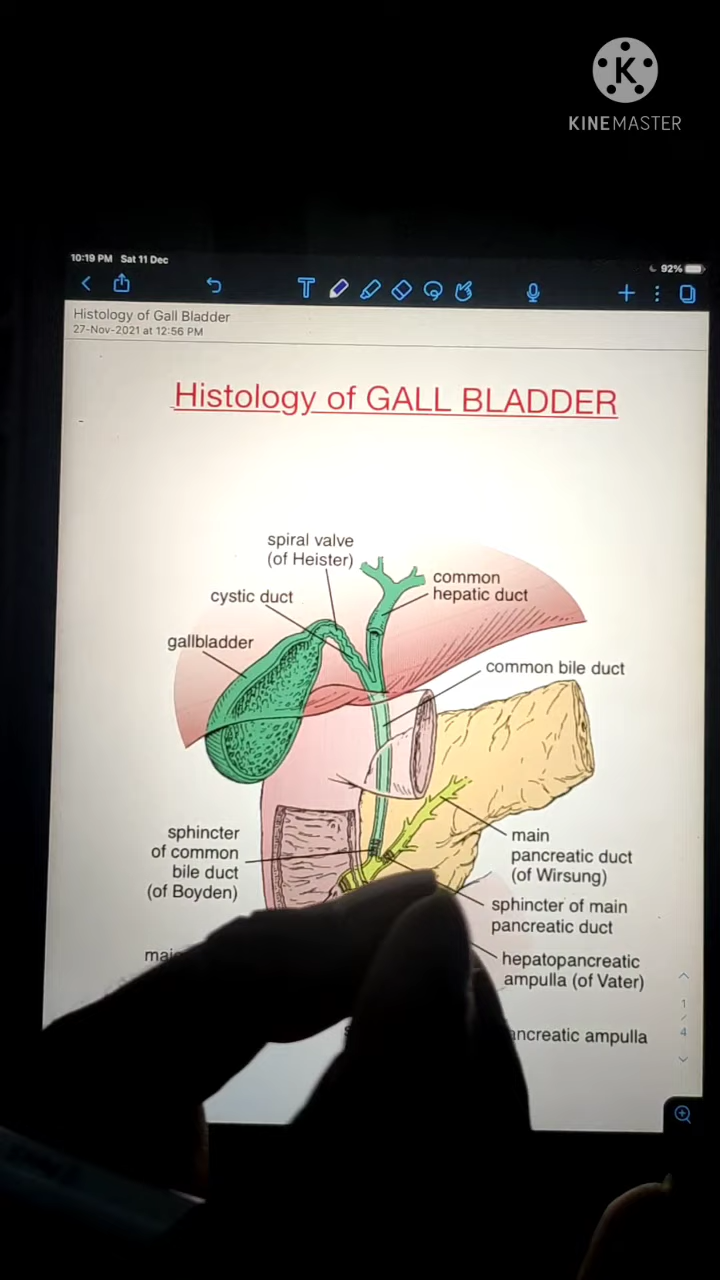 KINEMASTER
10:19 PM Sat 11 Dec
92%
Histology of Gall Bladder
27-Nov-2021 at 12:56 PM
Histology of GALL BLADDER
spiral valve
(of Heister)
common
hepatic duct
cystic duct
gallbladder
common bile duct
sphincter
of common
bile duct
(of Boyden)
main
pancreatic duct
(of Wirsung)
sphincter of main
pancreatic duct
hepatopancreatic
ampulla (of Vater)
ampulla
1
/
4